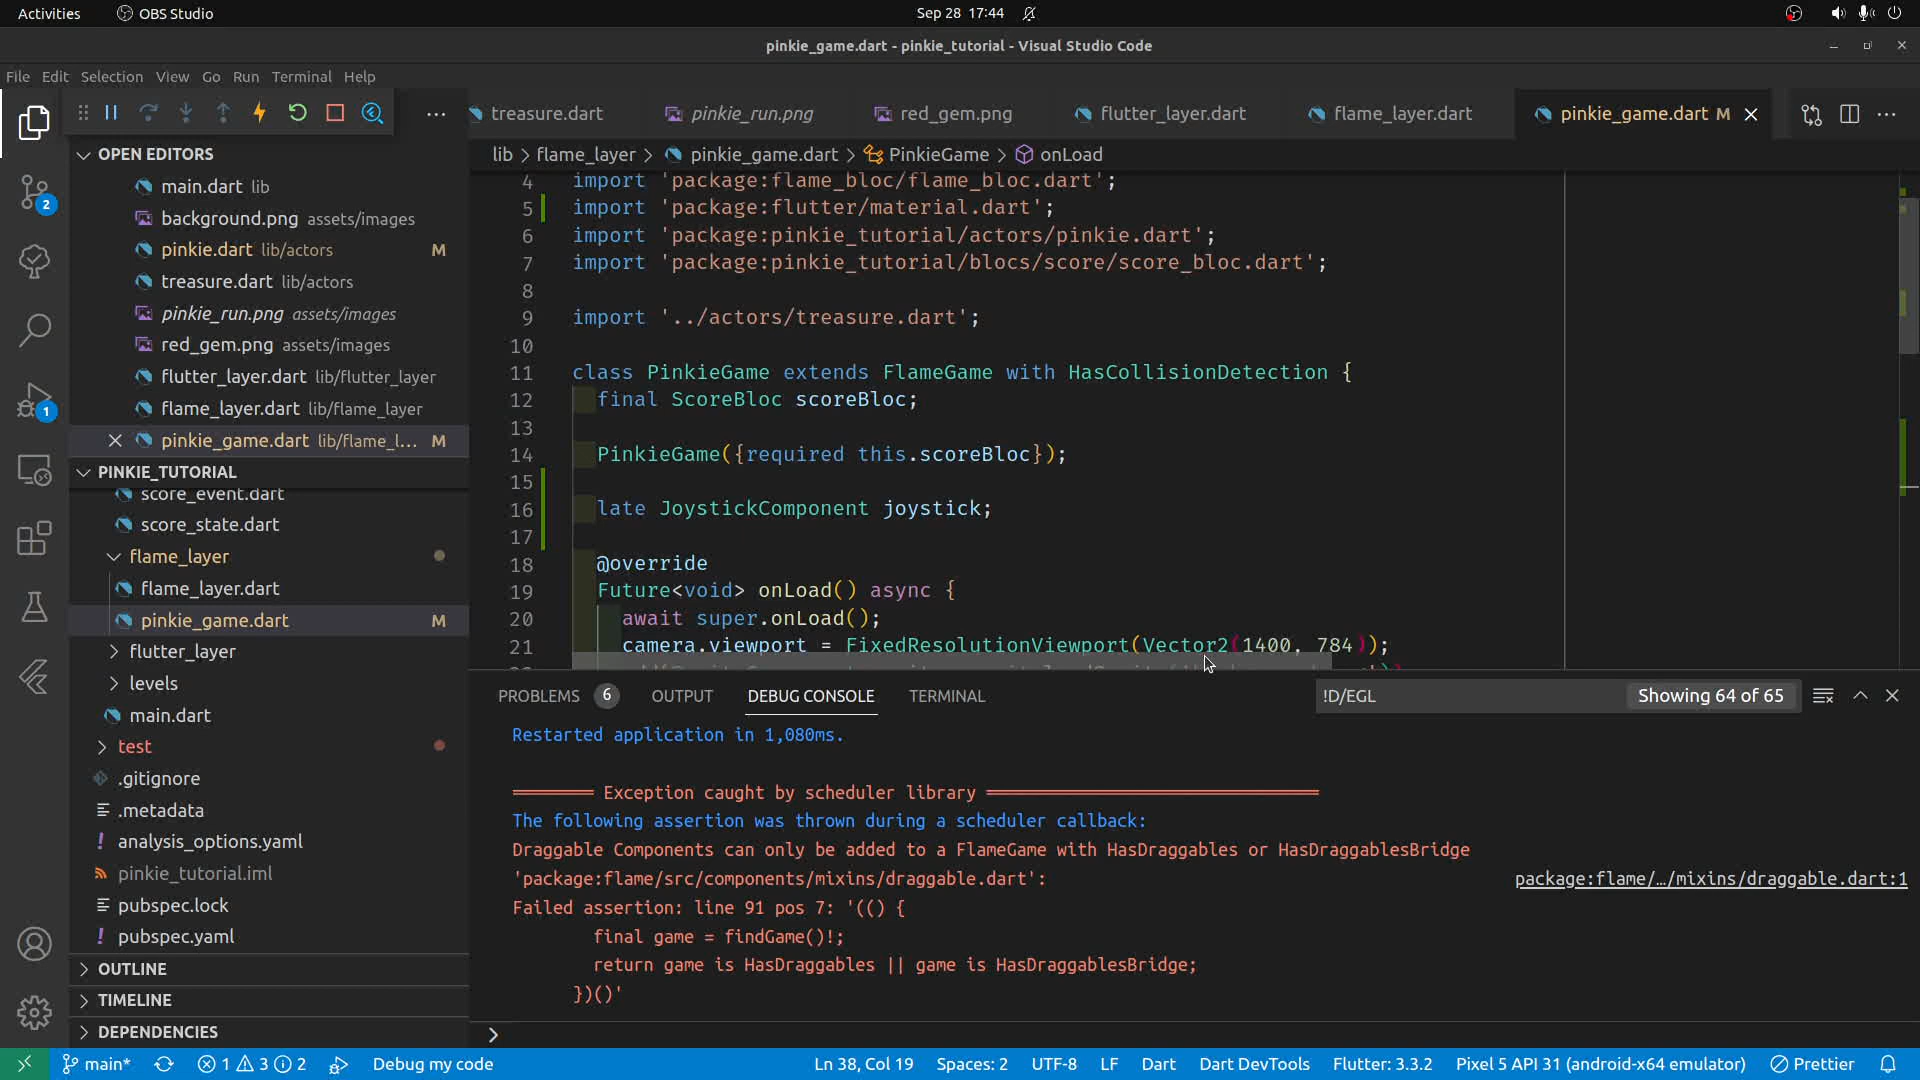 Activities
OBS Studio
Sep 28 17:44
pinkie_game.dart - pinkie_tutorial - Visual Studio Code
File Edit Selection View Go Run Terminal Help
treasure.dart
pinkie_run.png
red_gem.png
flutter_layer.dart
flame_layer.dart
pinkie_game.dart M
OPEN EDITORS
main.dart lib
background.png assets/images
pinkie.dart lib/actors M
treasure.dart lib/actors
pinkie_run.png assets/images
red_gem.png assets/images
flutter_layer.dart lib/flutter_layer
flame_layer.dart lib/flame_layer
pinkie_game.dart lib/flame_l... M
PINKIE_TUTORIAL
score_event.dart
score_state.dart
flame_layer
flame_layer.dart
pinkie_game.dart M
flutter_layer
levels
main.dart
test
.gitignore
.metadata
analysis_options.yaml
pinkie_tutorial.iml
pubspec.lock
pubspec.yaml
OUTLINE
TIMELINE
DEPENDENCIES
2
1
lib > flame_layer > pinkie_game.dart > PinkieGame > onLoad
4 import 'package:flame_bloc/flame_bloc.dart';
5 import 'package:flutter/material.dart';
6 import 'package:pinkie_tutorial/actors/pinkie.dart';
7 import 'package:pinkie_tutorial/blocs/score/score_bloc.dart';
8
9 import '../actors/treasure.dart';
10
11 class PinkieGame extends FlameGame with HasCollisionDetection {
12 final ScoreBloc scoreBloc;
13
14 PinkieGame({required this.scoreBloc});
15
16 late JoystickComponent joystick;
17
18 @override
19 Future<void> onLoad() async {
20 await super.onLoad();
21 camera.viewport = FixedResolutionViewport(Vector2(1400, 784));
PROBLEMS 6 OUTPUT DEBUG CONSOLE TERMINAL
!D/EGL
Showing 64 of 65
Restarted application in 1,080ms.
════════ Exception caught by scheduler library ═════════════════════════════════
The following assertion was thrown during a scheduler callback:
Draggable Components can only be added to a FlameGame with HasDraggables or HasDraggablesBridge
'package:flame/src/components/mixins/draggable.dart':
package:flame/…/mixins/draggable.dart:1
Failed assertion: line 91 pos 7: '(() {
final game = findGame()!;
return game is HasDraggables || game is HasDraggablesBridge;
})()'
>
main* 1 3 2 Debug my code
Ln 38, Col 19 Spaces: 2 UTF-8 LF Dart Dart DevTools Flutter: 3.3.2 Pixel 5 API 31 (android-x64 emulator) Prettier